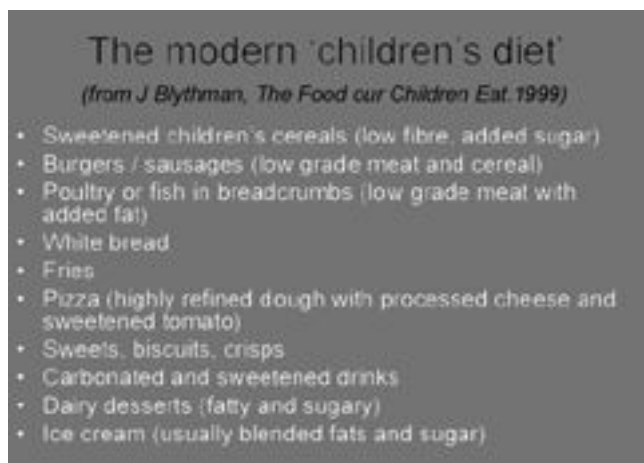 The modern 'children's diet'
(from J Blythman, The Food our Children Eat.1999)
• Sweetened children's cereals (low fibre, added sugar)
• Burgers / sausages (low grade meat and cereal)
• Poultry or fish in breadcrumbs (low grade meat with
added fat)
• White bread
• Fries
• Pizza (highly refined dough with processed cheese and
sweetened tomato)
• Sweets, biscuits, crisps
• Carbonated and sweetened drinks
• Dairy desserts (fatty and sugary)
• Ice cream (usually blended fats and sugar)